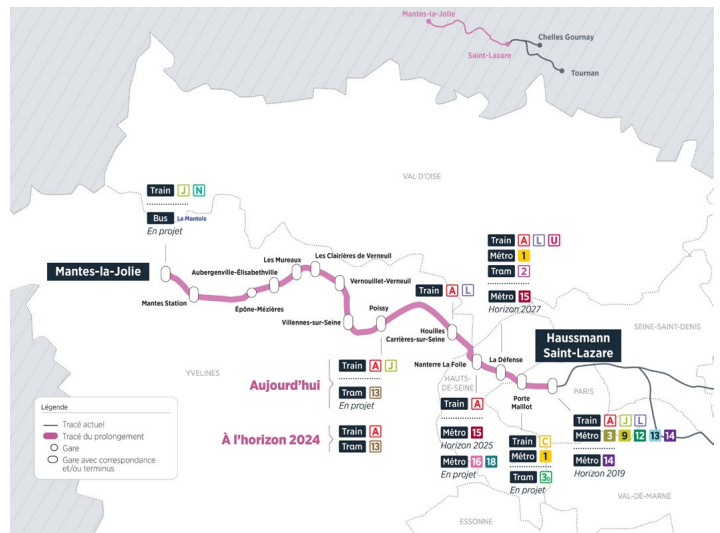 Mantes-la-Jolie
Chelles Gournay
Saint-Lazare
Tournan
VAL D'OISE
Train J N
Bus Le Mantois
En projet
Train A L U
Métro 1
Tram 2
Métro 15
Horizon 2027
Mantes-la-Jolie
Les Mureaux
Les Clairières de Verneuil
Aubergenville-Élisabethville
Vernouillet-Verneuil
Mantes Station
Épône-Mézières
Villennes-sur-Seine
Poissy
Train A L
Houilles
Carrières-sur-Seine
SEINE-SAINT-DENIS
Haussmann
Saint-Lazare
La Défense
Nanterre La Folie
YVELINES
HAUTS-
DE-SEINE
PARIS
Porte
Maillot
Aujourd'hui
Train A J
Tram 13
En projet
À l'horizon 2024
Train A
Tram 13
Train A
Métro 15
Horizon 2025
Métro 16 18
En projet
Train C
Métro 1
Tram 3b
En projet
Train A J L
Métro 3 9 12 13 14
Métro 14
Horizon 2019
VAL-DE-MARNE
ESSONNE
Légende
Tracé actuel
Tracé du prolongement
Gare
Gare avec correspondance
et/ou terminus